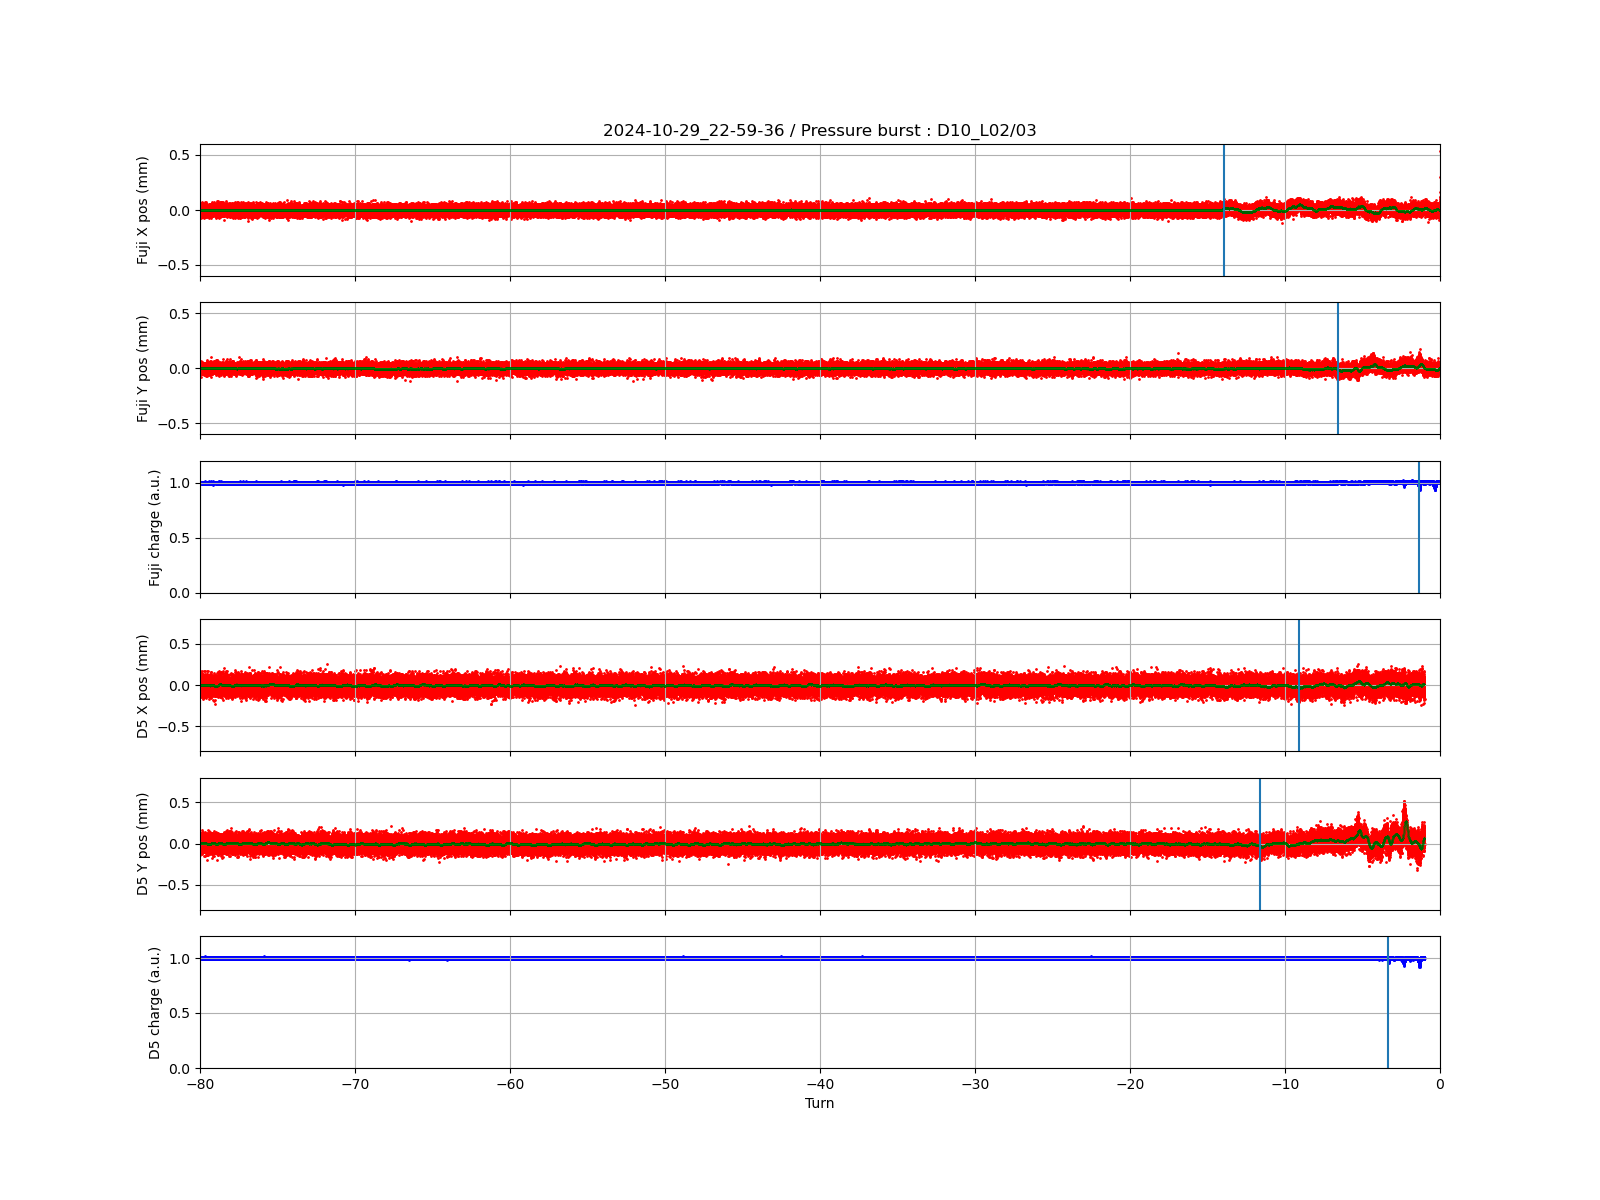 2024-10-29_22-59-36 / Pressure burst : D10_L02/03
Fuji X pos (mm)
0.5
0.0
−0.5
Fuji Y pos (mm)
0.5
0.0
−0.5
Fuji charge (a.u.)
1.0
0.5
0.0
D5 X pos (mm)
0.5
0.0
−0.5
D5 Y pos (mm)
0.5
0.0
−0.5
D5 charge (a.u.)
1.0
0.5
0.0
−80 −70 −60 −50 −40 −30 −20 −10 0
Turn